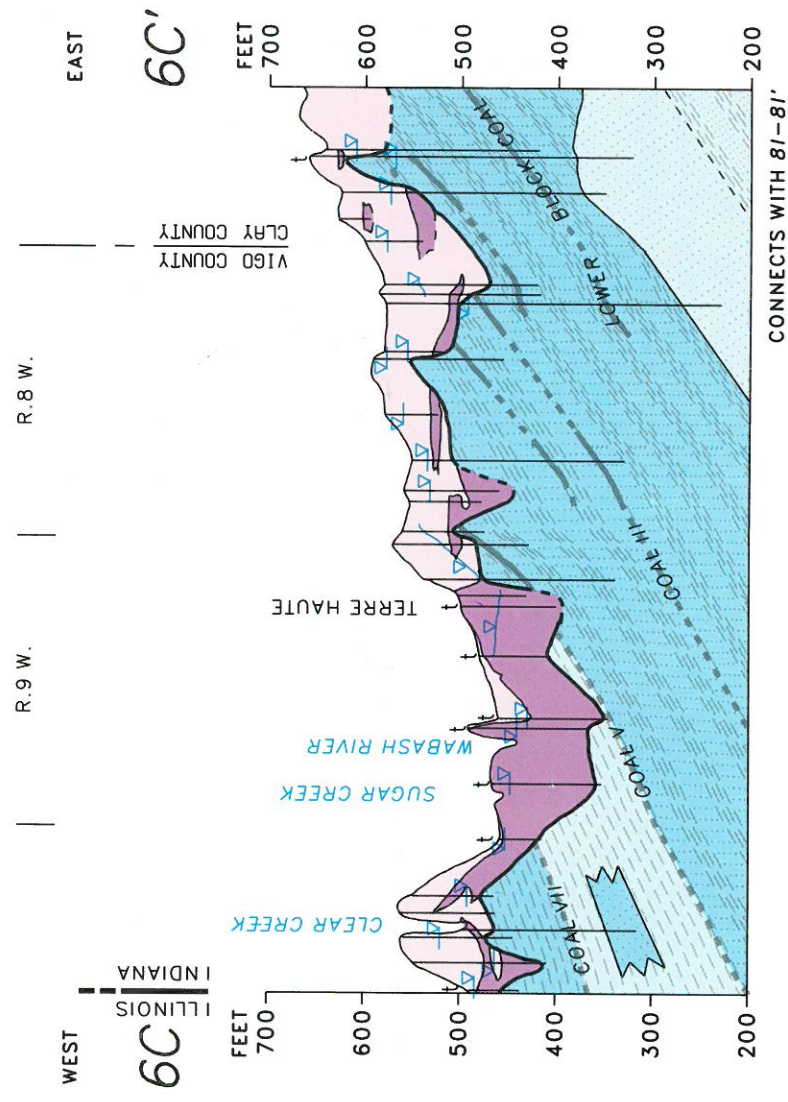 WEST
EAST
6C
6C'
R.9 W.
R.8 W.
ILLINOIS
INDIANA
VIGO COUNTY
CLAY COUNTY
FEET
700
600
500
400
300
200
FEET
700
600
500
400
300
200
CLEAR CREEK
SUGAR CREEK
WABASH RIVER
TERRE HAUTE
t
t
t
t
t
t
t
t
COAL VII
COAL V
COAL III
LOWER BLOCK COAL
CONNECTS WITH 81-81'